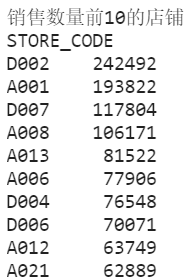 销售数量前10的店铺
STORE_CODE
D002    242492
A001    193822
D007    117804
A008    106171
A013     81522
A006     77906
D004     76548
D006     70071
A012     63749
A021     62889